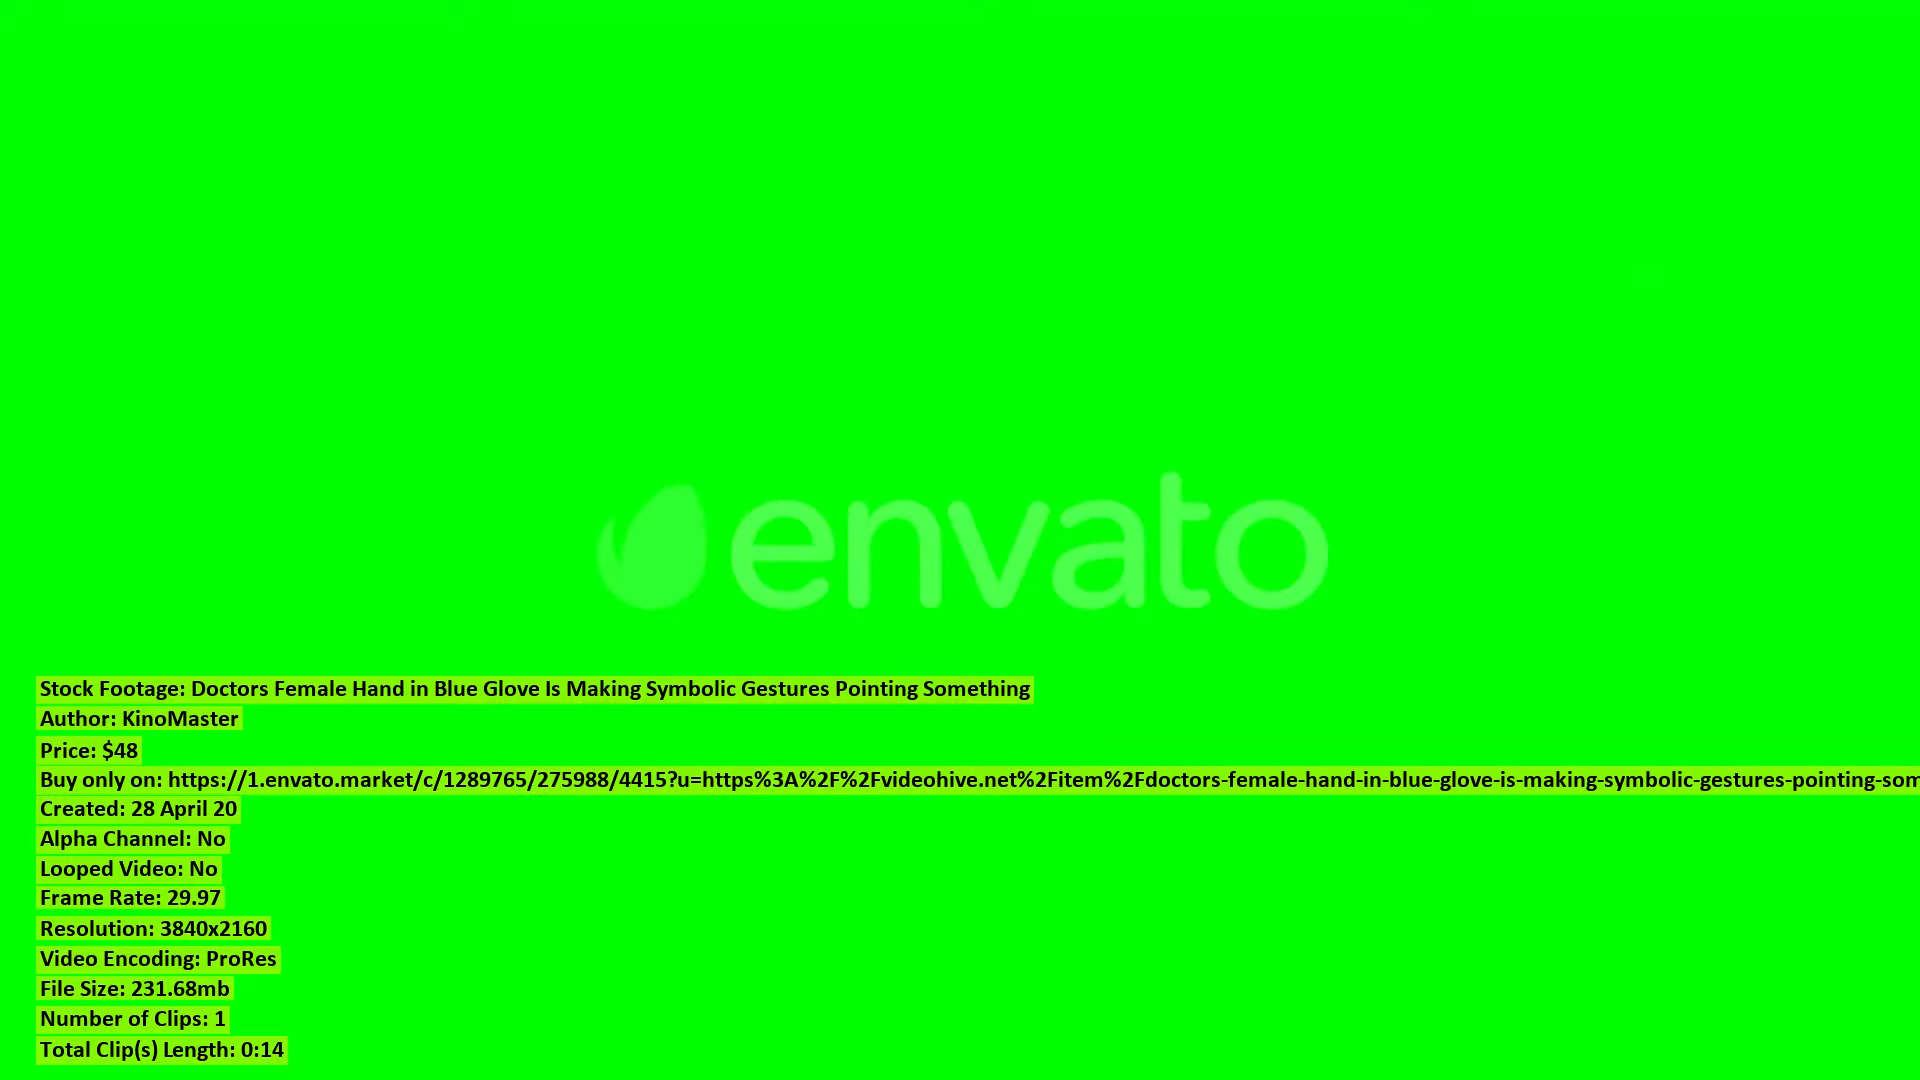 envato
Stock Footage: Doctors Female Hand in Blue Glove Is Making Symbolic Gestures Pointing Something
Author: KinoMaster
Price: $48
Buy only on: https://1.envato.market/c/1289765/275988/4415?u=https%3A%2F%2Fvideohive.net%2Fitem%2Fdoctors-female-hand-in-blue-glove-is-making-symbolic-gestures-pointing-som
Created: 28 April 20
Alpha Channel: No
Looped Video: No
Frame Rate: 29.97
Resolution: 3840x2160
Video Encoding: ProRes
File Size: 231.68mb
Number of Clips: 1
Total Clip(s) Length: 0:14